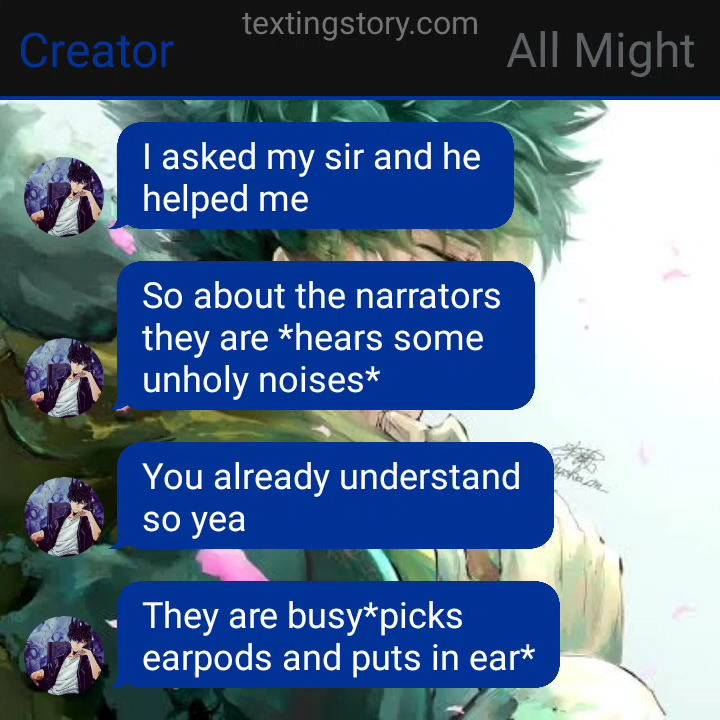 textingstory.com
Creator
All Might
I asked my sir and he
helped me
So about the narrators
they are *hears some
unholy noises*
You already understand
so yea
They are busy*picks
earpods and puts in ear*